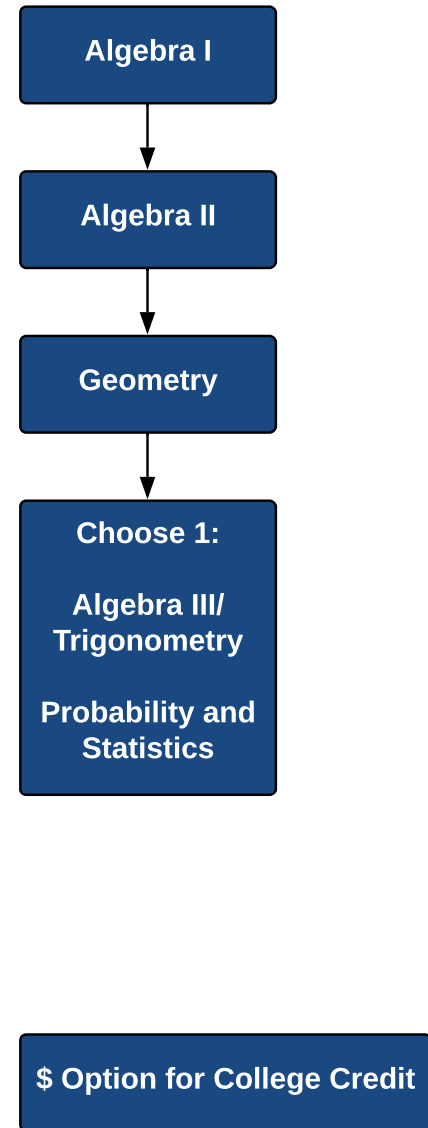 Algebra I
Algebra II
Geometry
Choose 1:
Algebra III/
Trigonometry
Probability and
Statistics
$ Option for College Credit